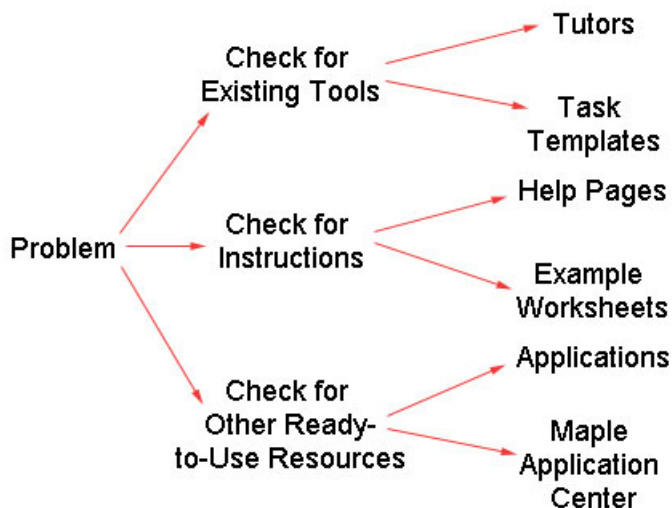 Problem
Check for
Existing Tools
Tutors
Task
Templates
Check for
Instructions
Help Pages
Example
Worksheets
Check for
Other Ready-
to-Use Resources
Applications
Maple
Application
Center